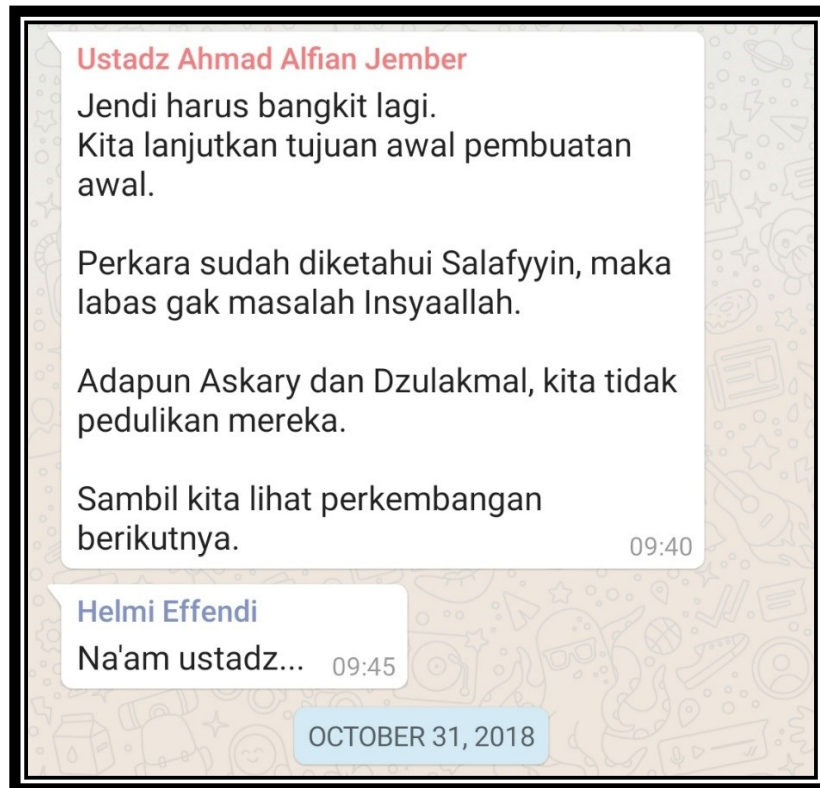 Ustadz Ahmad Alfian Jember
Jendi harus bangkit lagi.
Kita lanjutkan tujuan awal pembuatan
awal.
Perkara sudah diketahui Salafyyin, maka
labas gak masalah Insyaallah.
Adapun Askary dan Dzulakmal, kita tidak
pedulikan mereka.
Sambil kita lihat perkembangan
berikutnya.
09:40
Helmi Effendi
Na'am ustadz...
09:45
OCTOBER 31, 2018